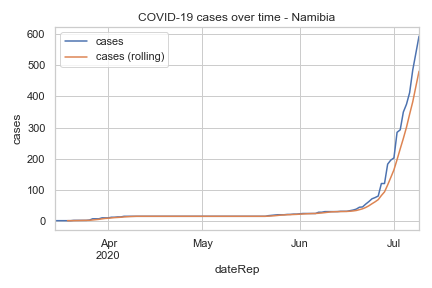 COVID-19 cases over time - Namibia
cases
cases (rolling)
600
500
400
300
200
100
0
cases
Apr
2020
May
Jun
Jul
dateRep